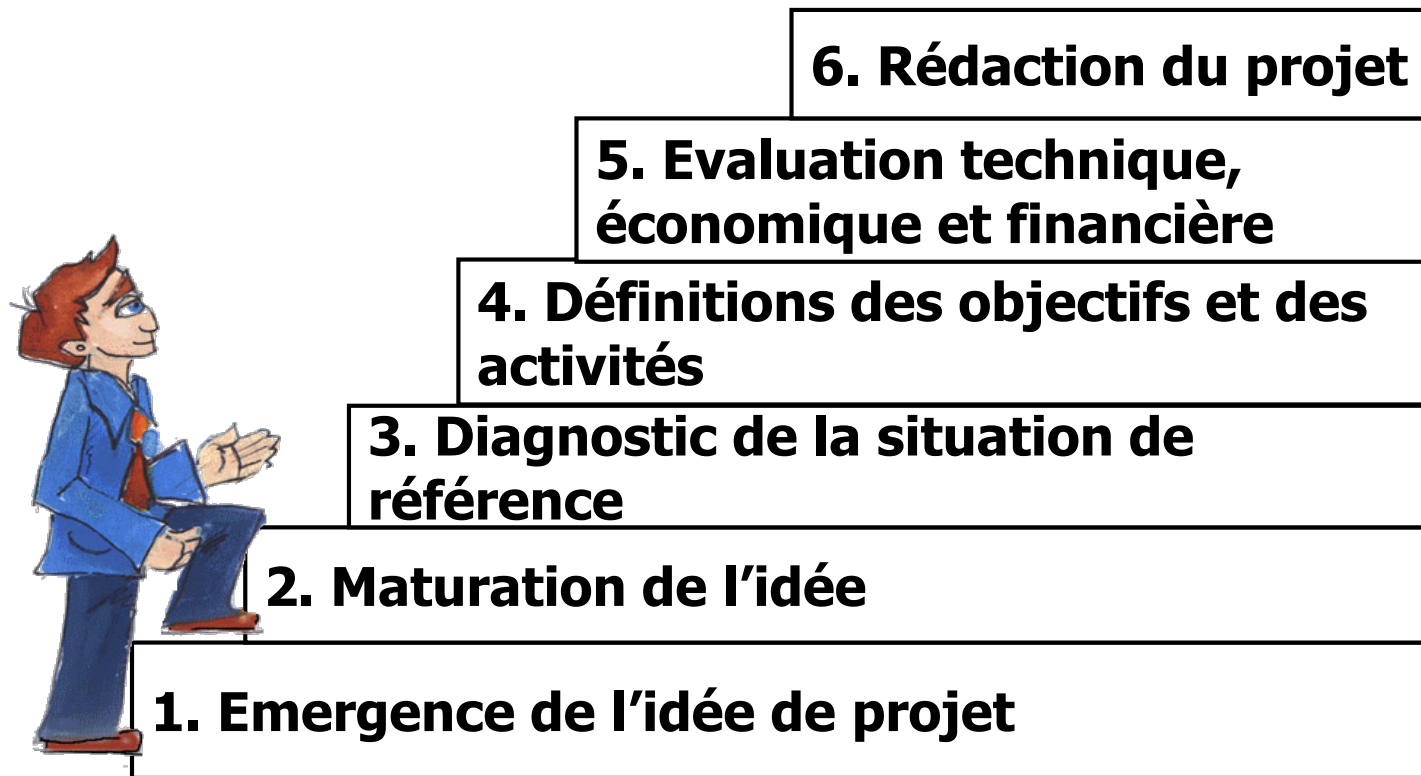 6. Rédaction du projet
5. Evaluation technique,
économique et financière
4. Définitions des objectifs et des
activités
3. Diagnostic de la situation de
référence
2. Maturation de l’idée
1. Emergence de l’idée de projet